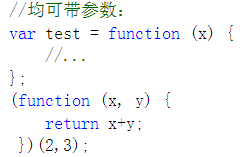 //均可带参数：
var test = function (x) {
    //...
};
(function (x, y) {
    return x+y;
 })(2,3);